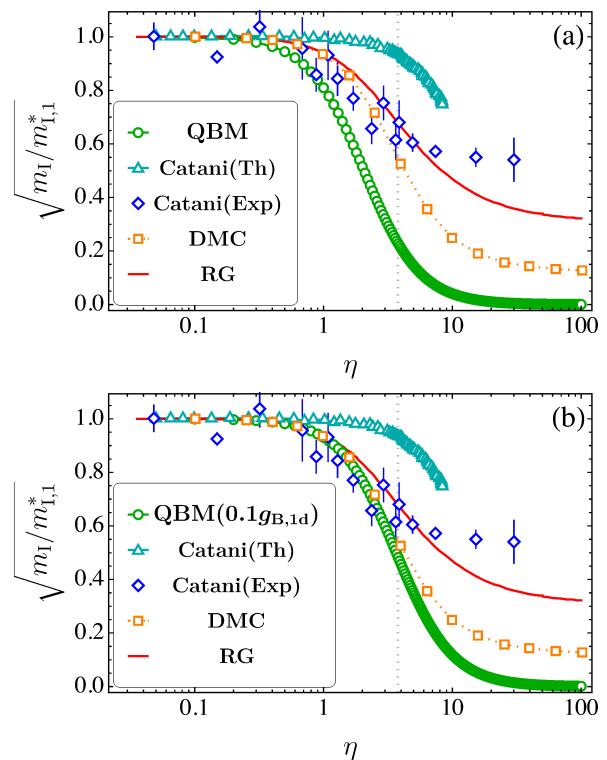 (a)
1.0
0.8
0.6
0.4
0.2
0.0
√m_I/m*_I,1
QBM
Catani(Th)
Catani(Exp)
DMC
RG
0.1 1 10 100
η
(b)
1.0
0.8
0.6
0.4
0.2
0.0
√m_I/m*_I,1
QBM(0.1g_B,1d)
Catani(Th)
Catani(Exp)
DMC
RG
0.1 1 10 100
η